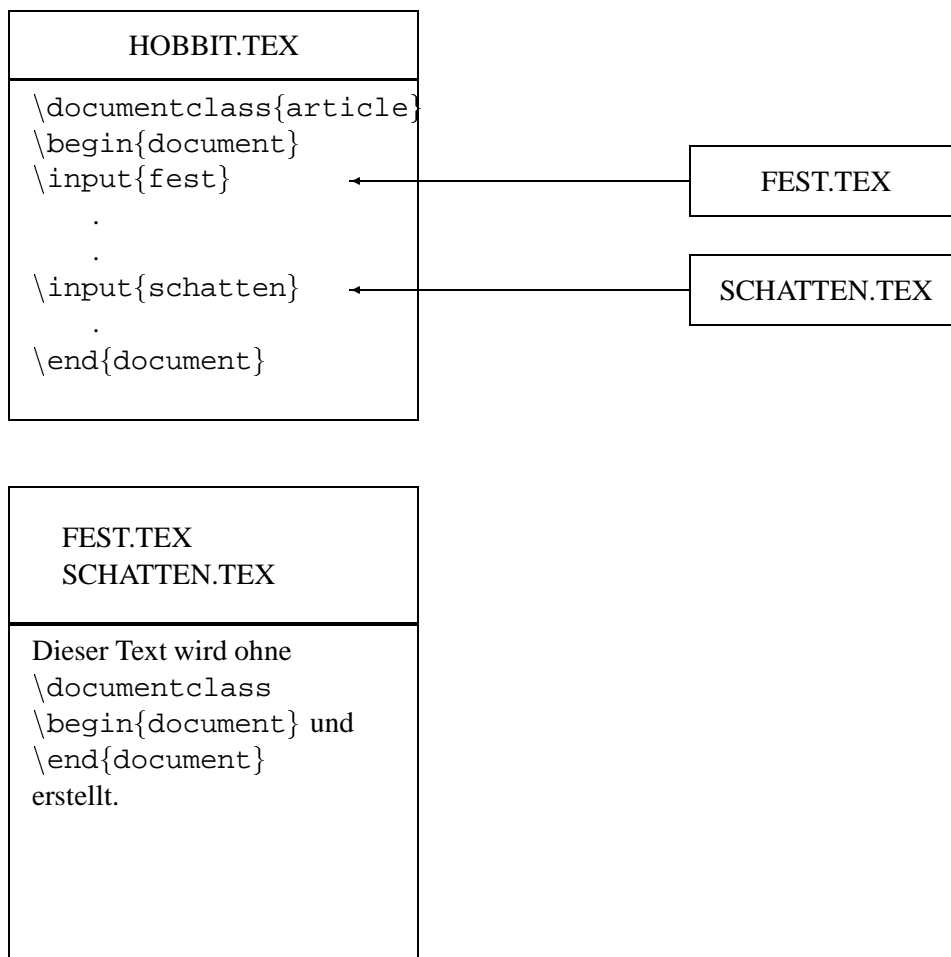 HOBBIT.TEX
\documentclass{article}
\begin{document}
\input{fest}
FEST.TEX
.
.
\input{schatten}
SCHATTEN.TEX
.
\end{document}
FEST.TEX
SCHATTEN.TEX
Dieser Text wird ohne
\documentclass
\begin{document} und
\end{document}
erstellt.